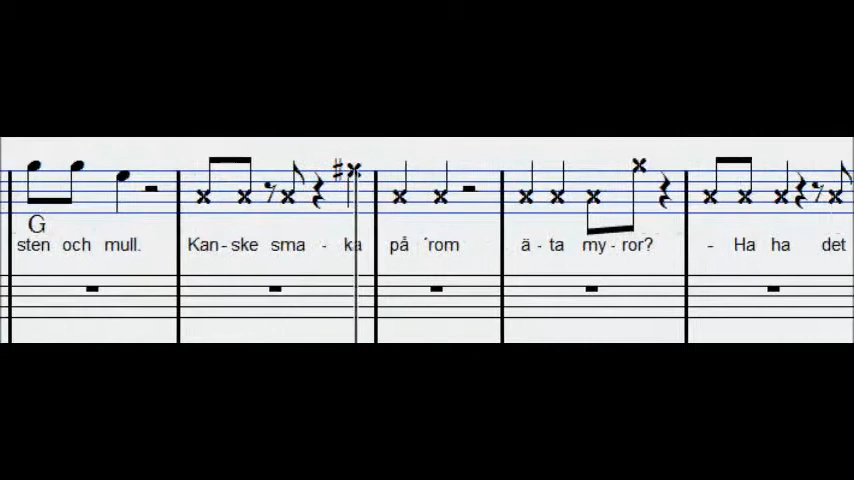 G
sten och mull. Kan - ske sma - ka på ´rom ä - ta my - ror? - Ha ha det